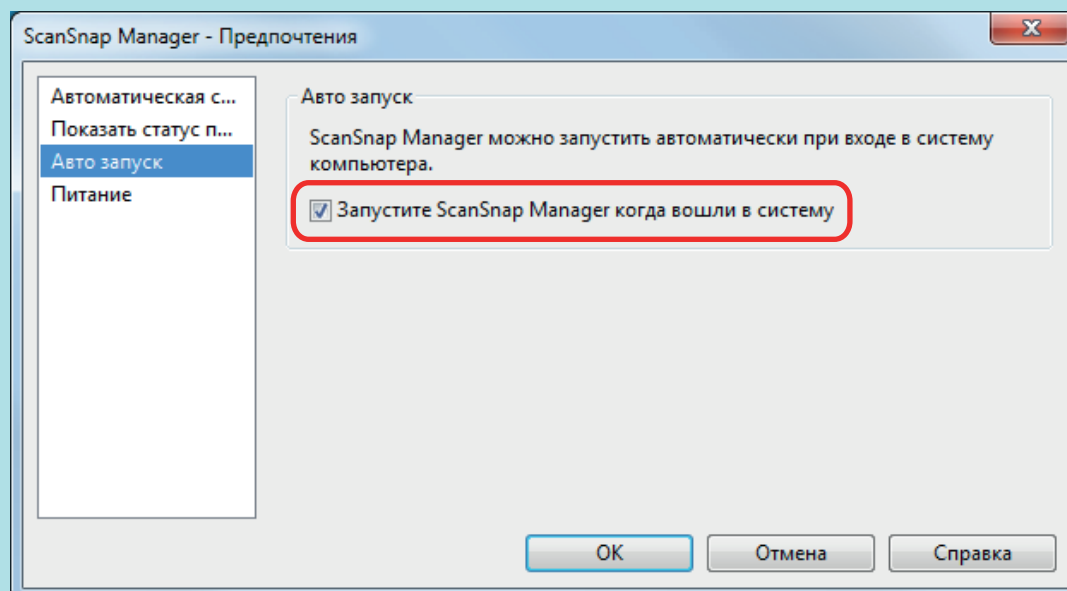 ScanSnap Manager - Предпочтения
Автоматическая с...
Показать статус п...
Авто запуск
Питание
Авто запуск
ScanSnap Manager можно запустить автоматически при входе в систему
компьютера.
Запустите ScanSnap Manager когда вошли в систему
OK
Отмена
Справка